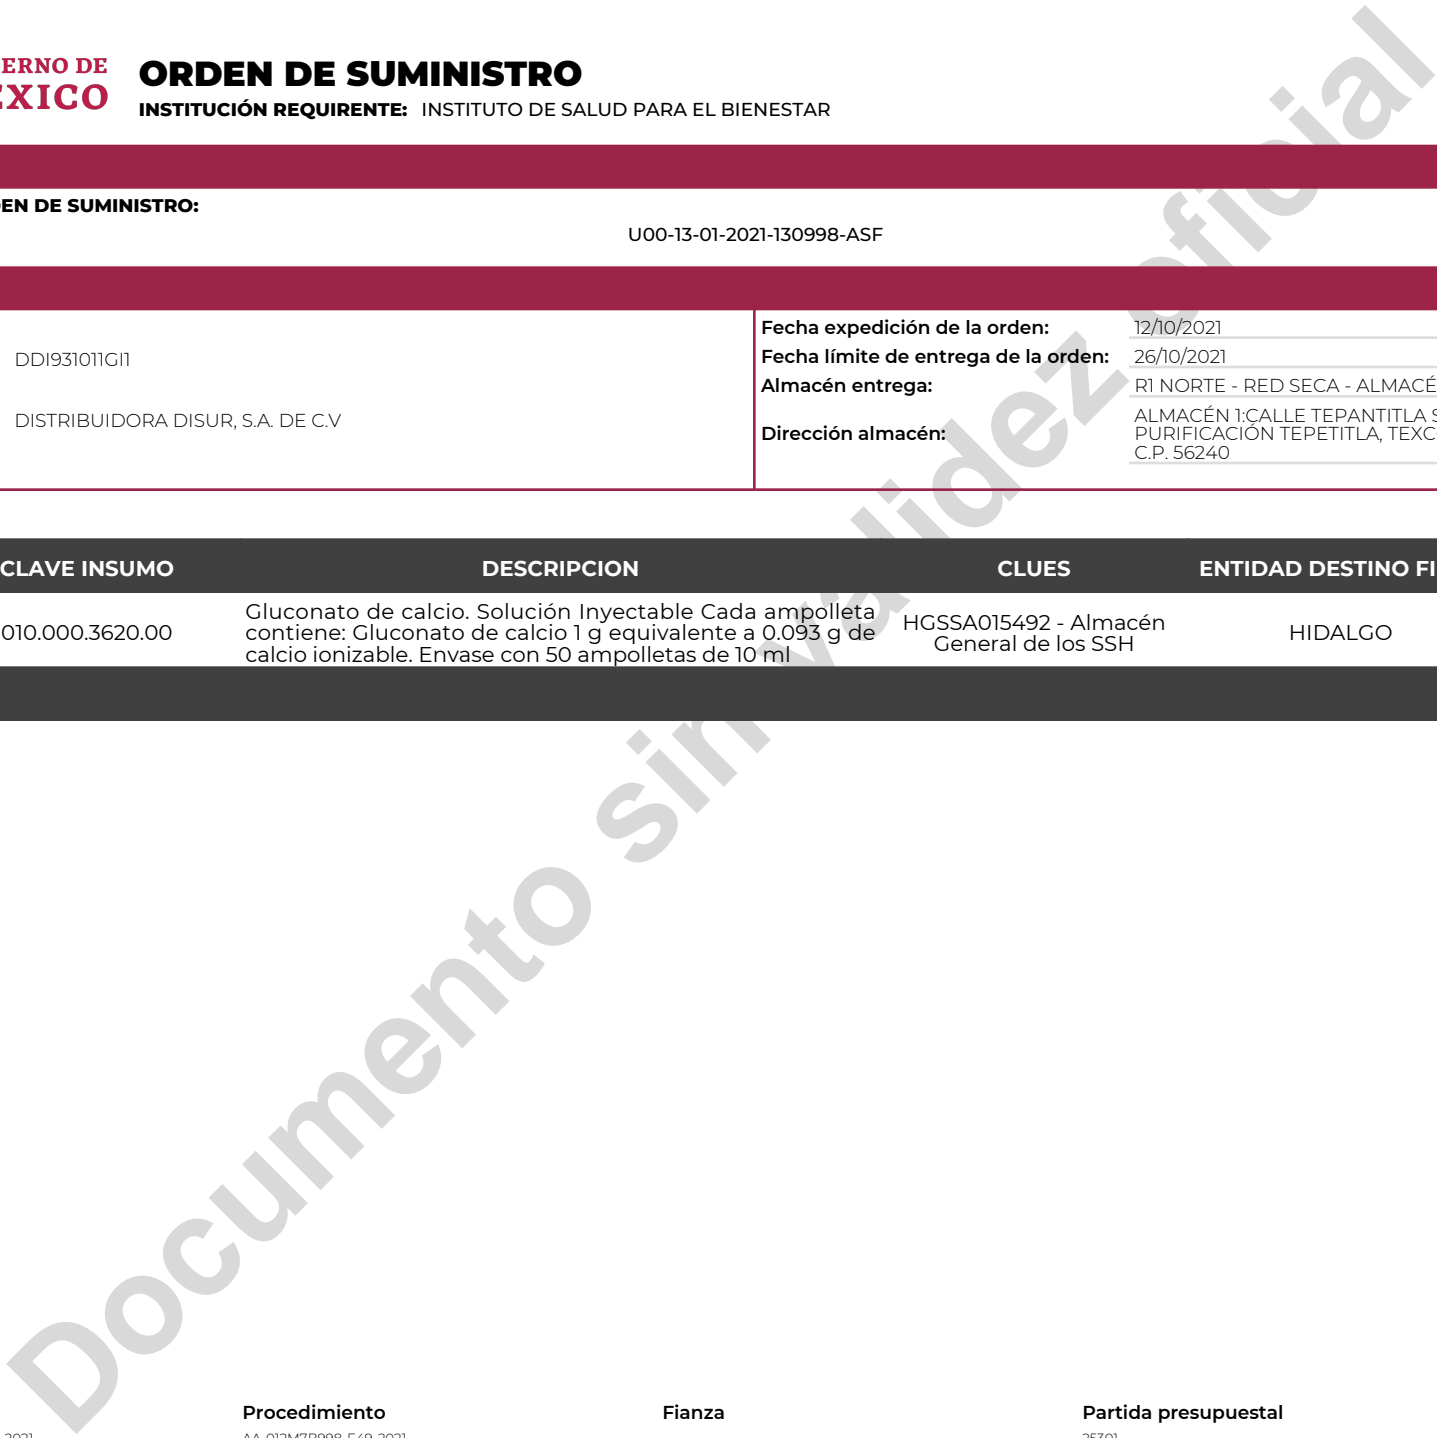 ERNO DE
EXICO
ORDEN DE SUMINISTRO
INSTITUCIÓN REQUIRENTE: INSTITUTO DE SALUD PARA EL BIENESTAR
EN DE SUMINISTRO:
U00-13-01-2021-130998-ASF
DDI931011GI1
DISTRIBUIDORA DISUR, S.A. DE C.V
Fecha expedición de la orden: 12/10/2021
Fecha límite de entrega de la orden: 26/10/2021
Almacén entrega: R1 NORTE - RED SECA - ALMACÉ
Dirección almacén:
ALMACÉN 1:CALLE TEPANTITLA S
PURIFICACIÓN TEPETITLA, TEXC
C.P. 56240
CLAVE INSUMO DESCRIPCION CLUES ENTIDAD DESTINO FI
010.000.3620.00
Gluconato de calcio. Solución Inyectable Cada ampolleta
contiene: Gluconato de calcio 1 g equivalente a 0.093 g de
calcio ionizable. Envase con 50 ampolletas de 10 ml
HGSSA015492 - Almacén
General de los SSH
HIDALGO
Documento sin validez oficial
Procedimiento Fianza Partida presupuestal